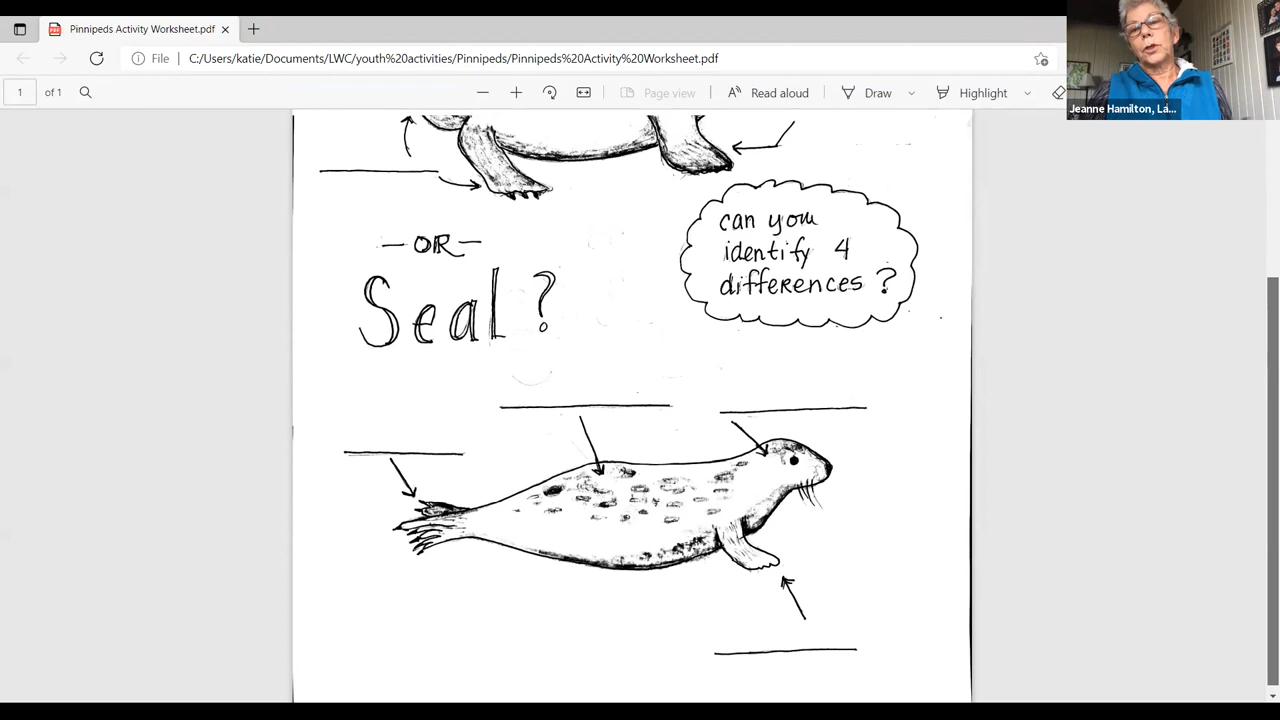 Pinnipeds Activity Worksheet.pdf
File
C:/Users/katie/Documents/LWC/youth%20activities/Pinnipeds/Pinnipeds%20Activity%20Worksheet.pdf
1
of 1
Page view
Read aloud
Draw
Highlight
Jeanne Hamilton, La...
can you
identify 4
differences?
-OR-
Seal?